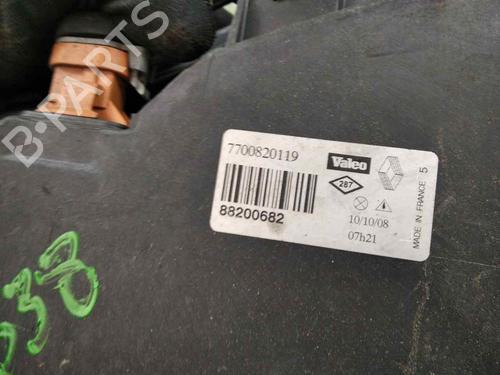 B-PARTS
7700820119
Valeo
287
88200682
10/10/08
07h21
MADE IN FRANCE 5